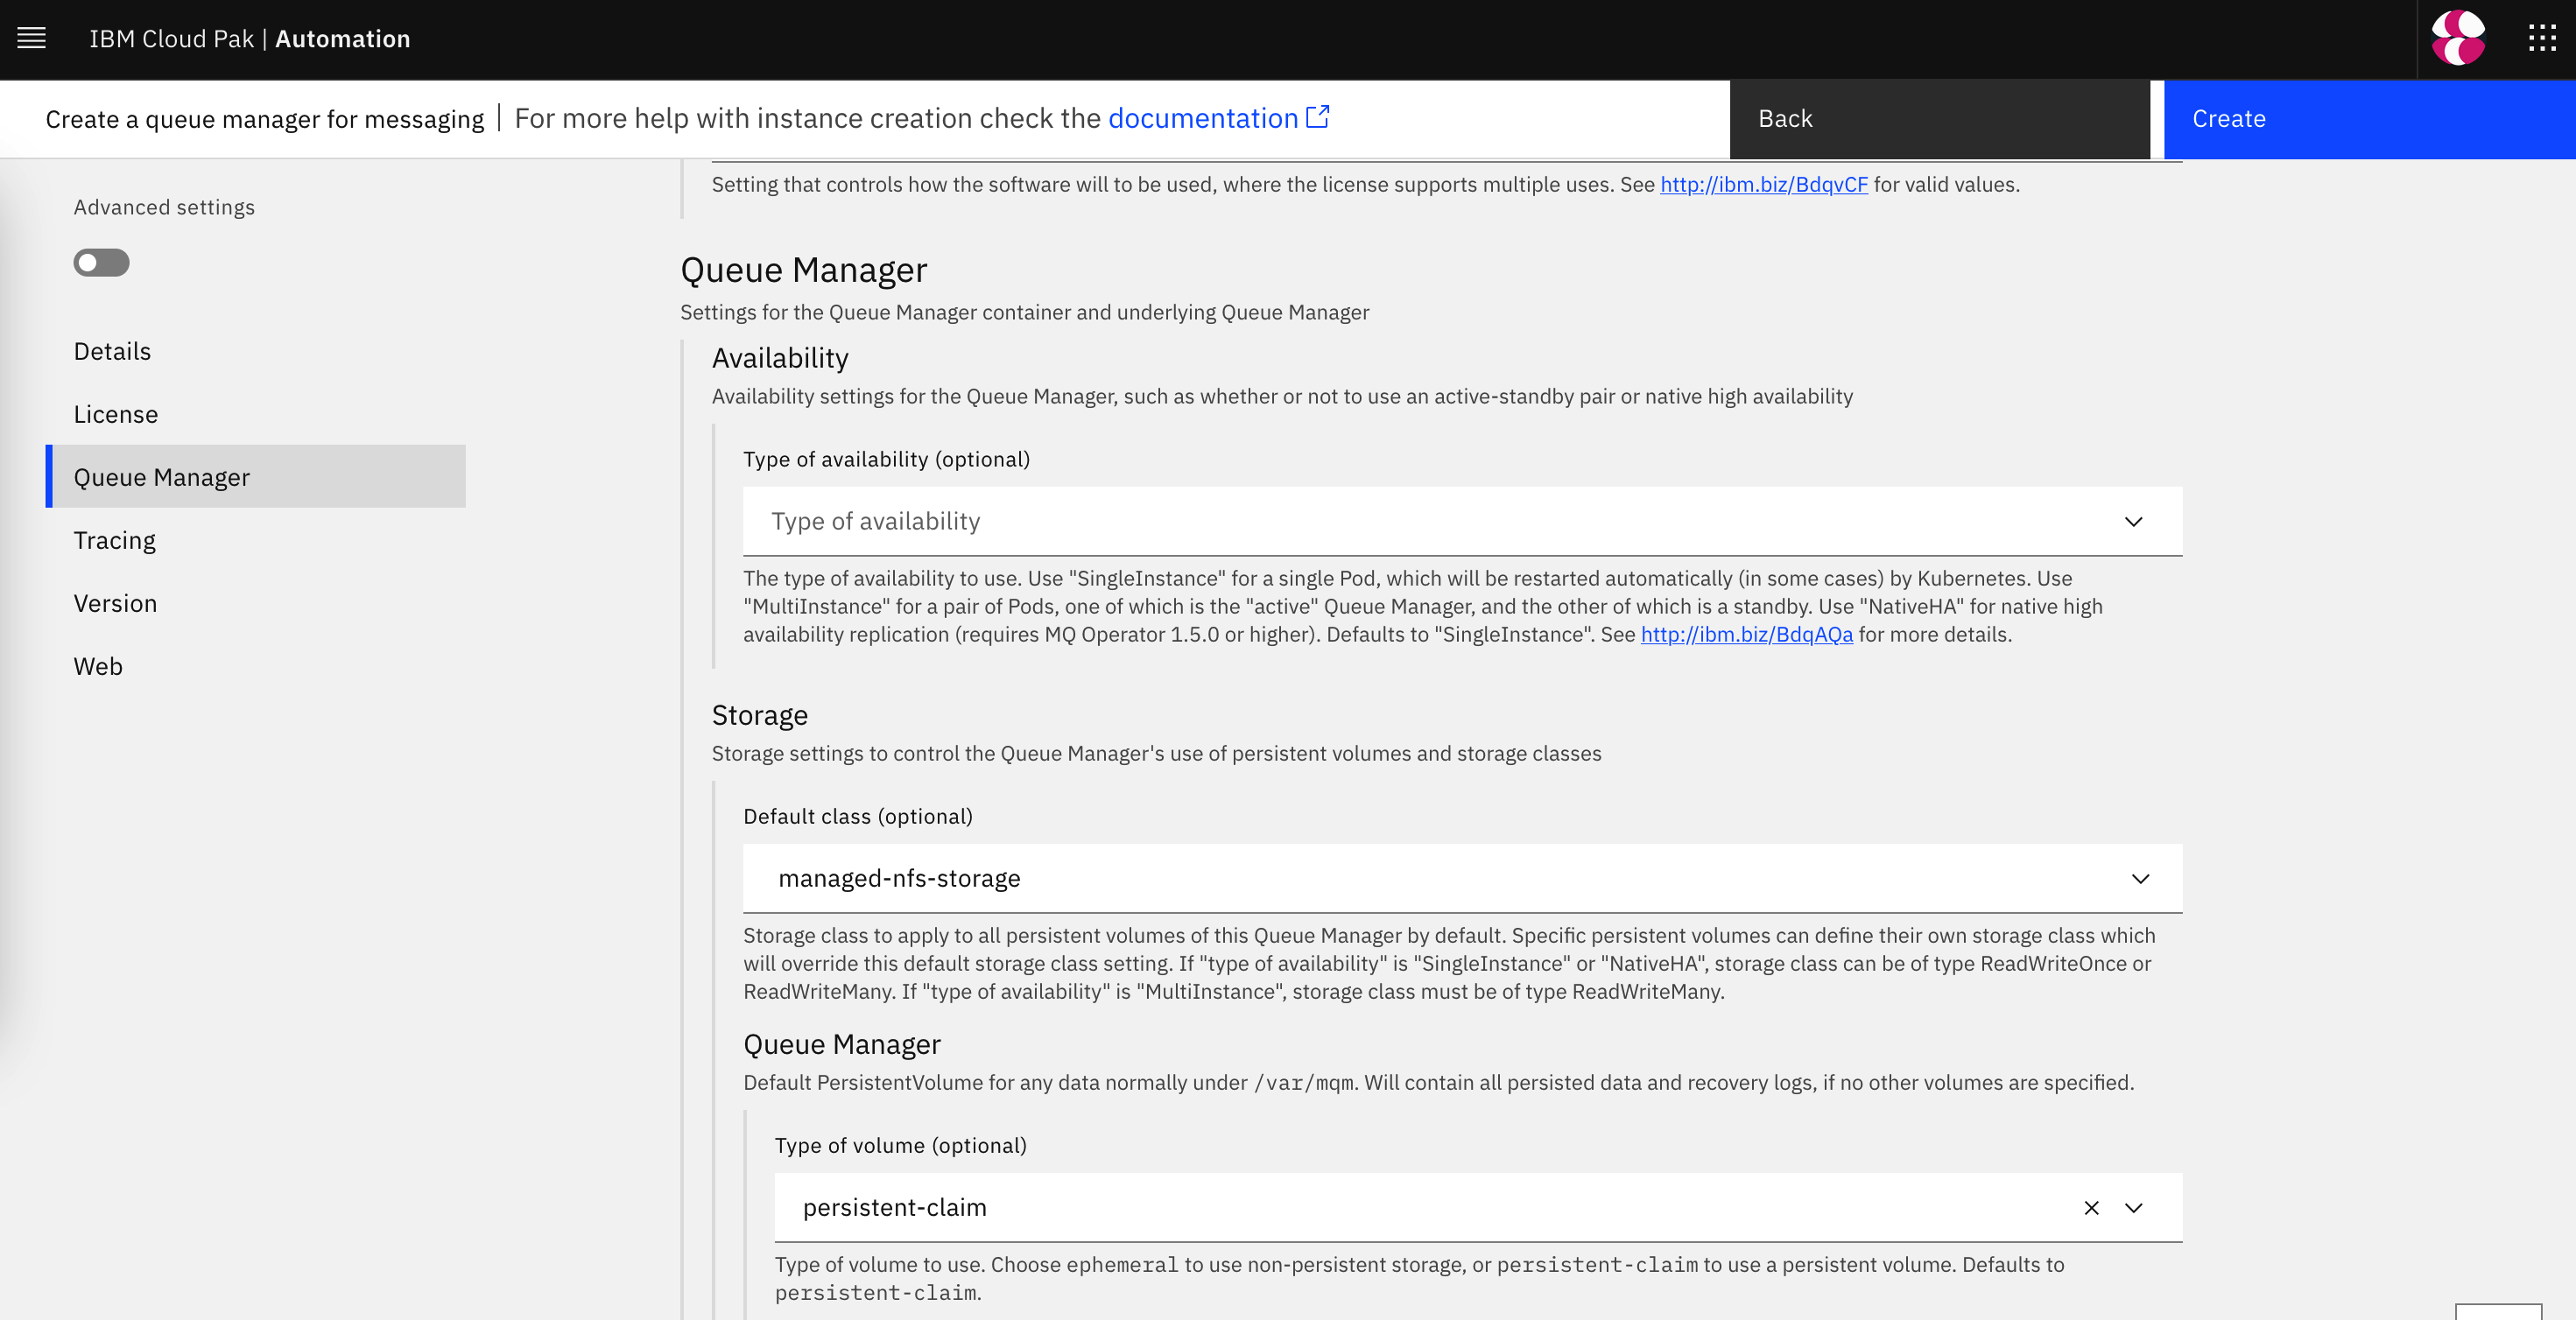 IBM Cloud Pak | Automation
Create a queue manager for messaging | For more help with instance creation check the documentation
Back
Create
Advanced settings
Details
License
Queue Manager
Tracing
Version
Web
Setting that controls how the software will to be used, where the license supports multiple uses. See http://ibm.biz/BdqvCF for valid values.
Queue Manager
Settings for the Queue Manager container and underlying Queue Manager
Availability
Availability settings for the Queue Manager, such as whether or not to use an active-standby pair or native high availability
Type of availability (optional)
Type of availability
The type of availability to use. Use "SingleInstance" for a single Pod, which will be restarted automatically (in some cases) by Kubernetes. Use
"MultiInstance" for a pair of Pods, one of which is the "active" Queue Manager, and the other of which is a standby. Use "NativeHA" for native high
availability replication (requires MQ Operator 1.5.0 or higher). Defaults to "SingleInstance". See http://ibm.biz/BdqAQa for more details.
Storage
Storage settings to control the Queue Manager's use of persistent volumes and storage classes
Default class (optional)
managed-nfs-storage
Storage class to apply to all persistent volumes of this Queue Manager by default. Specific persistent volumes can define their own storage class which
will override this default storage class setting. If "type of availability" is "SingleInstance" or "NativeHA", storage class can be of type ReadWriteOnce or
ReadWriteMany. If "type of availability" is "MultiInstance", storage class must be of type ReadWriteMany.
Queue Manager
Default PersistentVolume for any data normally under /var/mqm. Will contain all persisted data and recovery logs, if no other volumes are specified.
Type of volume (optional)
persistent-claim
Type of volume to use. Choose ephemeral to use non-persistent storage, or persistent-claim to use a persistent volume. Defaults to
persistent-claim.